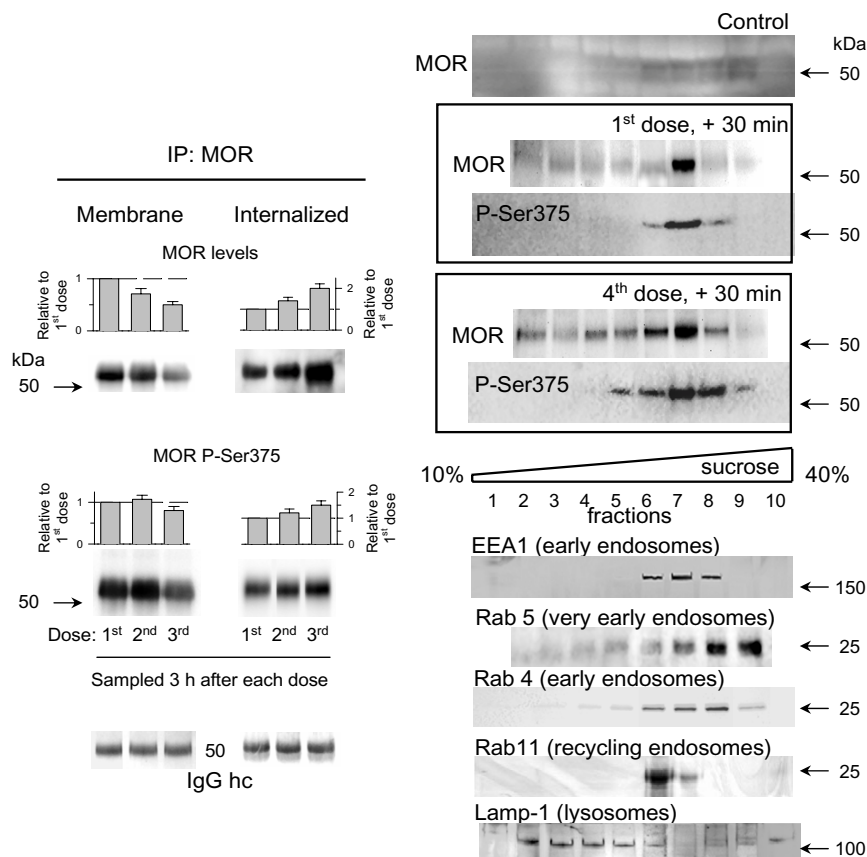 IP: MOR
Membrane Internalized
MOR levels
Relative to 1st dose
1
0
2
1
0
Relative to 1st dose
kDa
50
MOR P-Ser375
Relative to 1st dose
1
0
2
1
0
Relative to 1st dose
50
Dose: 1st 2nd 3rd 1st 2nd 3rd
Sampled 3 h after each dose
50
IgG hc
Control
kDa
MOR
50
1st dose, + 30 min
MOR
50
P-Ser375
50
4th dose, + 30 min
MOR
50
P-Ser375
50
10% sucrose 40%
1 2 3 4 5 6 7 8 9 10
fractions
EEA1 (early endosomes)
150
Rab 5 (very early endosomes)
25
Rab 4 (early endosomes)
25
Rab11 (recycling endosomes)
25
Lamp-1 (lysosomes)
100